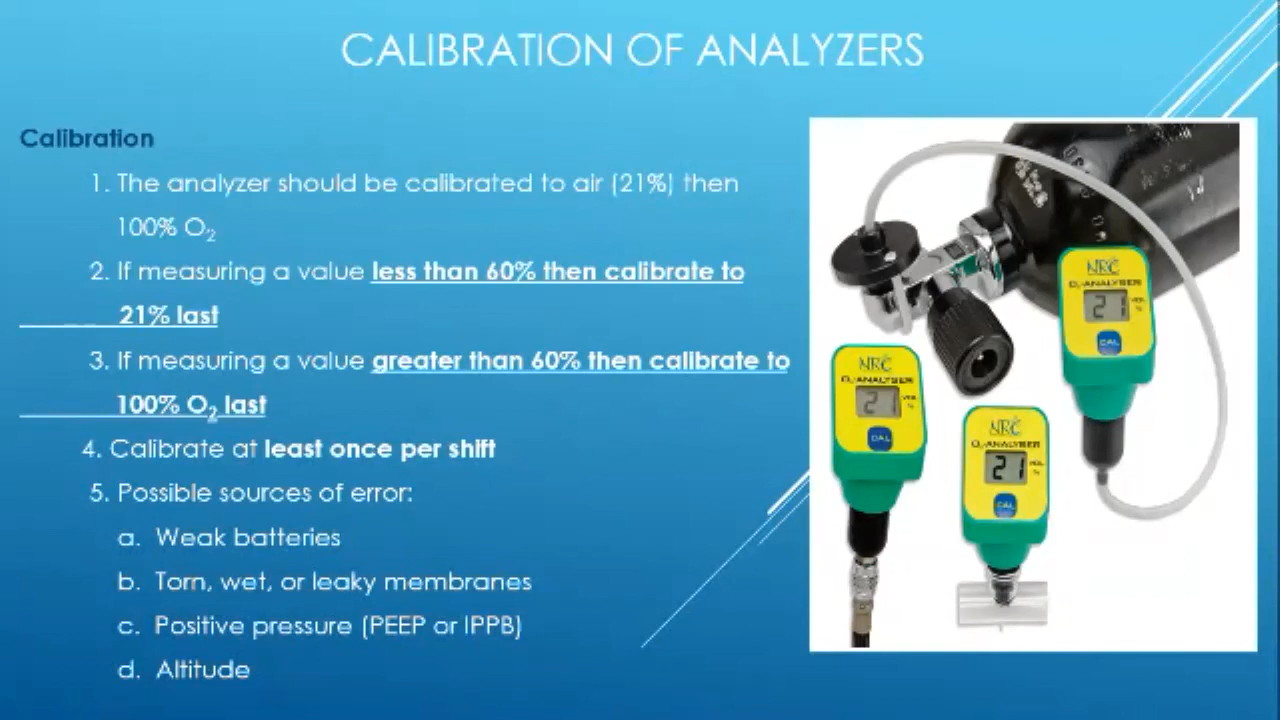 CALIBRATION OF ANALYZERS
Calibration
1. The analyzer should be calibrated to air (21%) then
100% O₂
2. If measuring a value less than 60% then calibrate to
21% last
3. If measuring a value greater than 60% then calibrate to
100% O₂ last
4. Calibrate at least once per shift
5. Possible sources of error:
a. Weak batteries
b. Torn, wet, or leaky membranes
c. Positive pressure (PEEP or IPPB)
d. Altitude
NRC
O₂-ANALYSER
21 VOL %
CAL
NRC
O₂-ANALYSER
21 VOL %
CAL
NRC
O₂-ANALYSER
21 VOL %
CAL